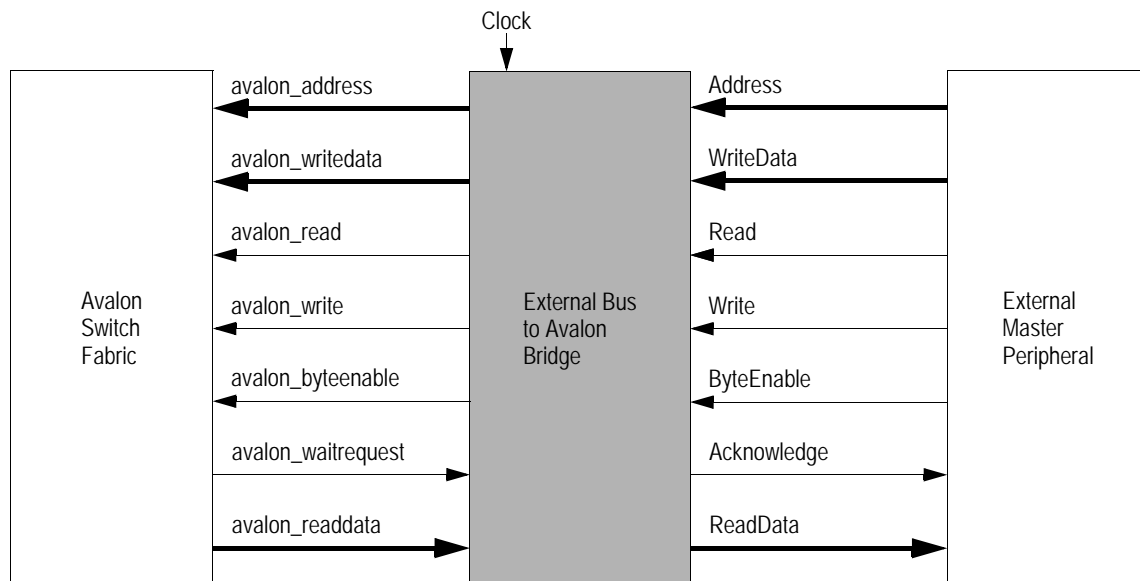 Clock
avalon_address
Address
avalon_writedata
WriteData
avalon_read
Read
Avalon
Switch
Fabric
avalon_write
External Bus
to Avalon
Bridge
Write
External
Master
Peripheral
avalon_byteenable
ByteEnable
avalon_waitrequest
Acknowledge
avalon_readdata
ReadData